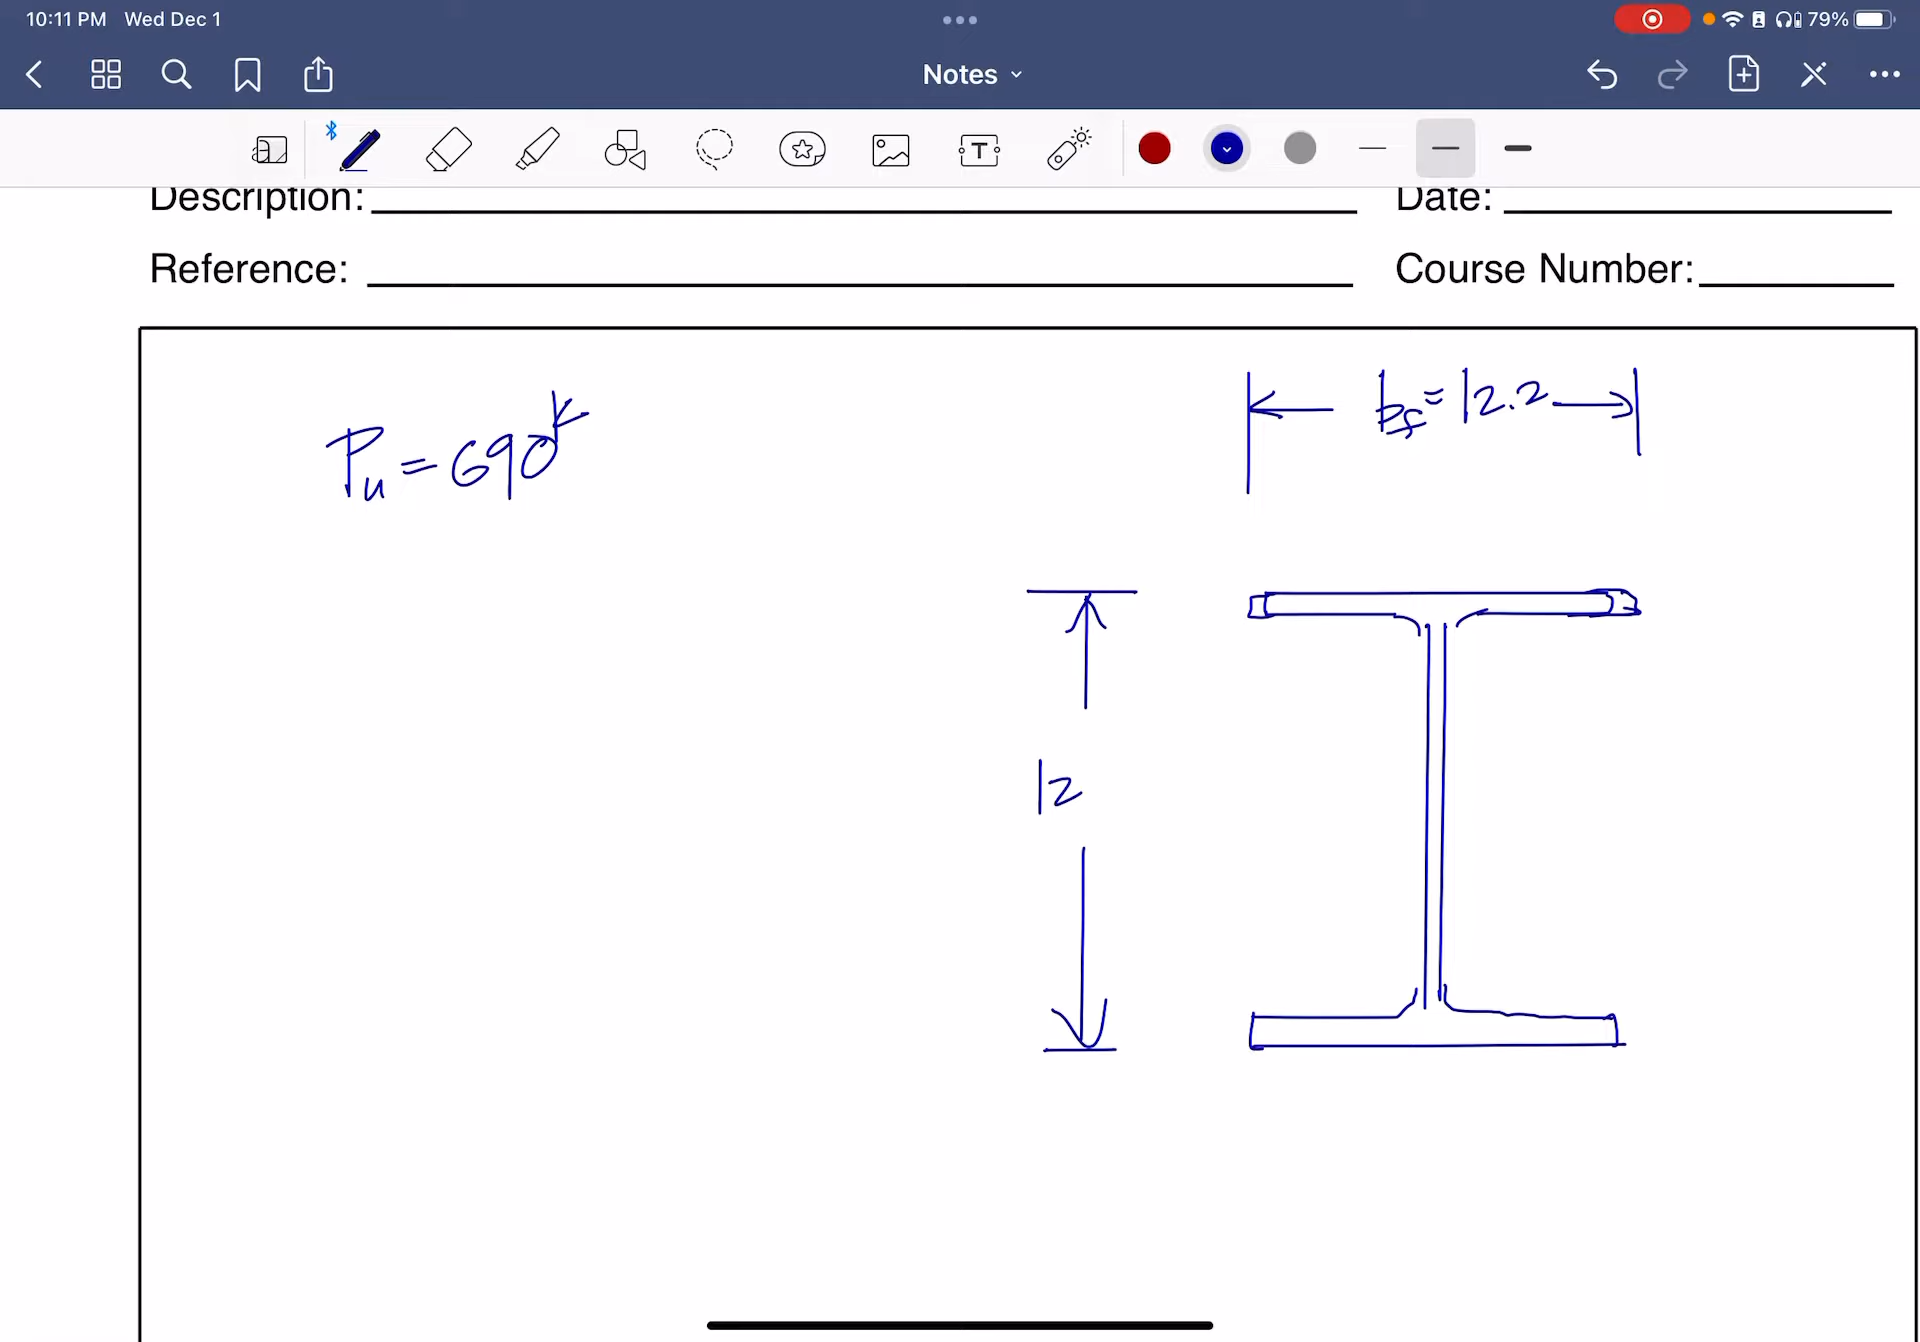 10:11 PM Wed Dec 1
79%
Notes
T
Description:
Date:
Reference:
Course Number:
Pu = 690k
bf = 12.2
12